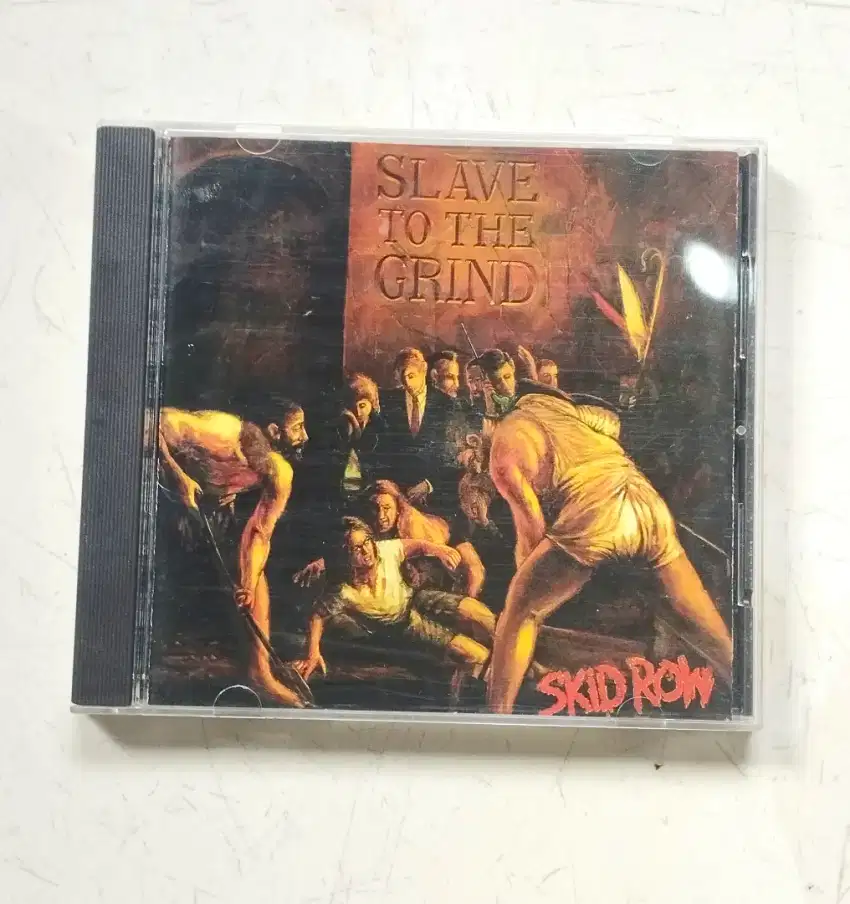 SLAVE
TO THE
GRIND
SKID ROW